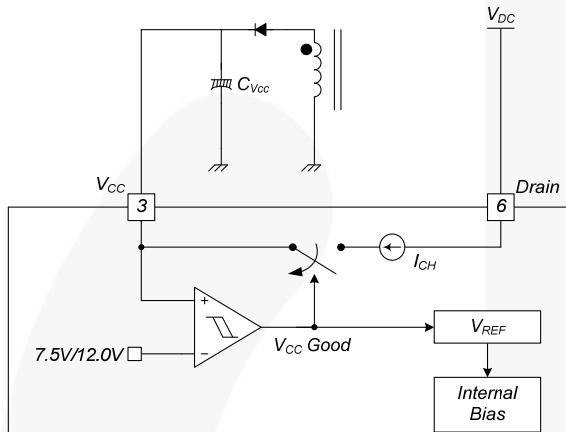 V_DC
C_Vcc
V_CC
Drain
3
6
I_CH
+
7.5V/12.0V
−
V_CC Good
V_REF
Internal
Bias